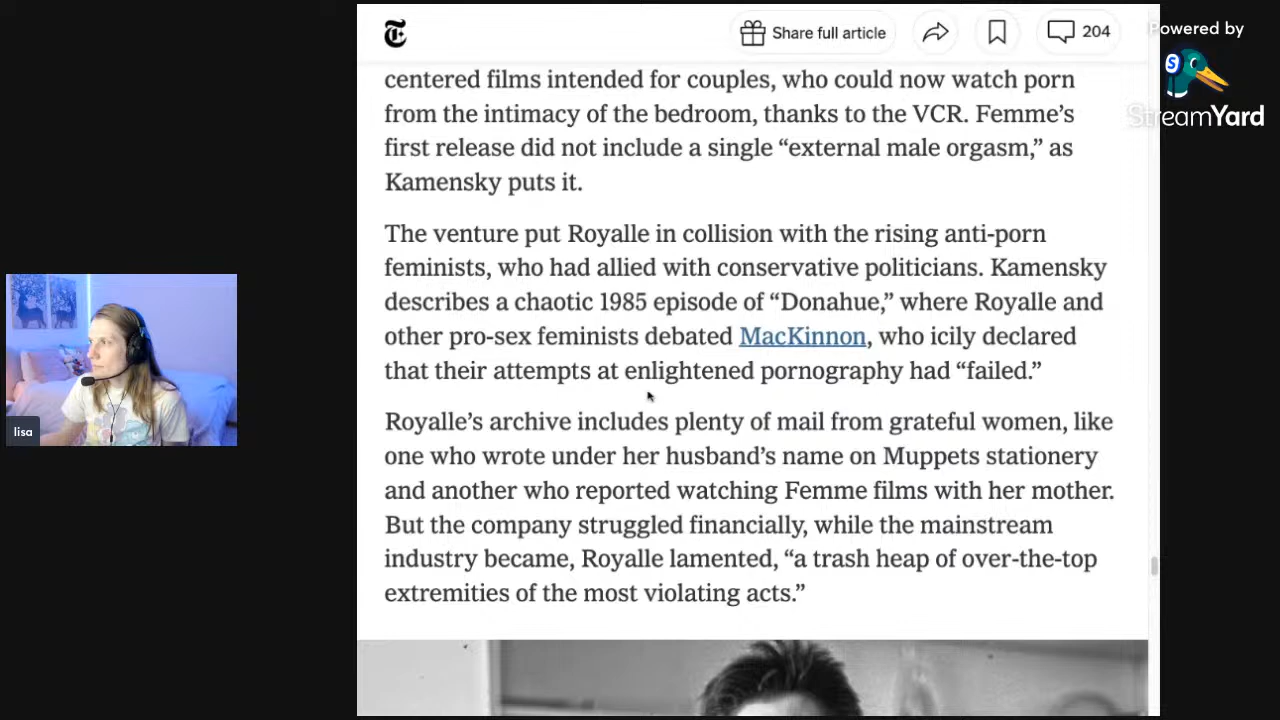 Share full article
204
Powered by
StreamYard
centered films intended for couples, who could now watch porn
from the intimacy of the bedroom, thanks to the VCR. Femme’s
first release did not include a single “external male orgasm,” as
Kamensky puts it.
The venture put Royalle in collision with the rising anti-porn
feminists, who had allied with conservative politicians. Kamensky
describes a chaotic 1985 episode of “Donahue,” where Royalle and
other pro-sex feminists debated MacKinnon, who icily declared
that their attempts at enlightened pornography had “failed.”
Royalle’s archive includes plenty of mail from grateful women, like
one who wrote under her husband’s name on Muppets stationery
and another who reported watching Femme films with her mother.
But the company struggled financially, while the mainstream
industry became, Royalle lamented, “a trash heap of over-the-top
extremities of the most violating acts.”
lisa